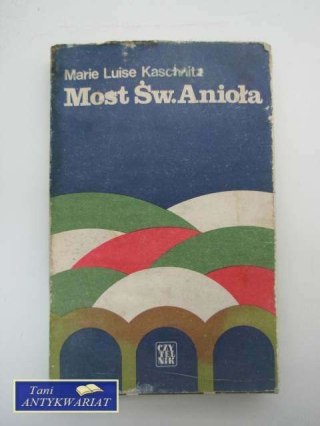 Marie Luise Kaschnitz
Most Św. Anioła
CZY
TEL
NIK
Tani
ANTYKWARIAT